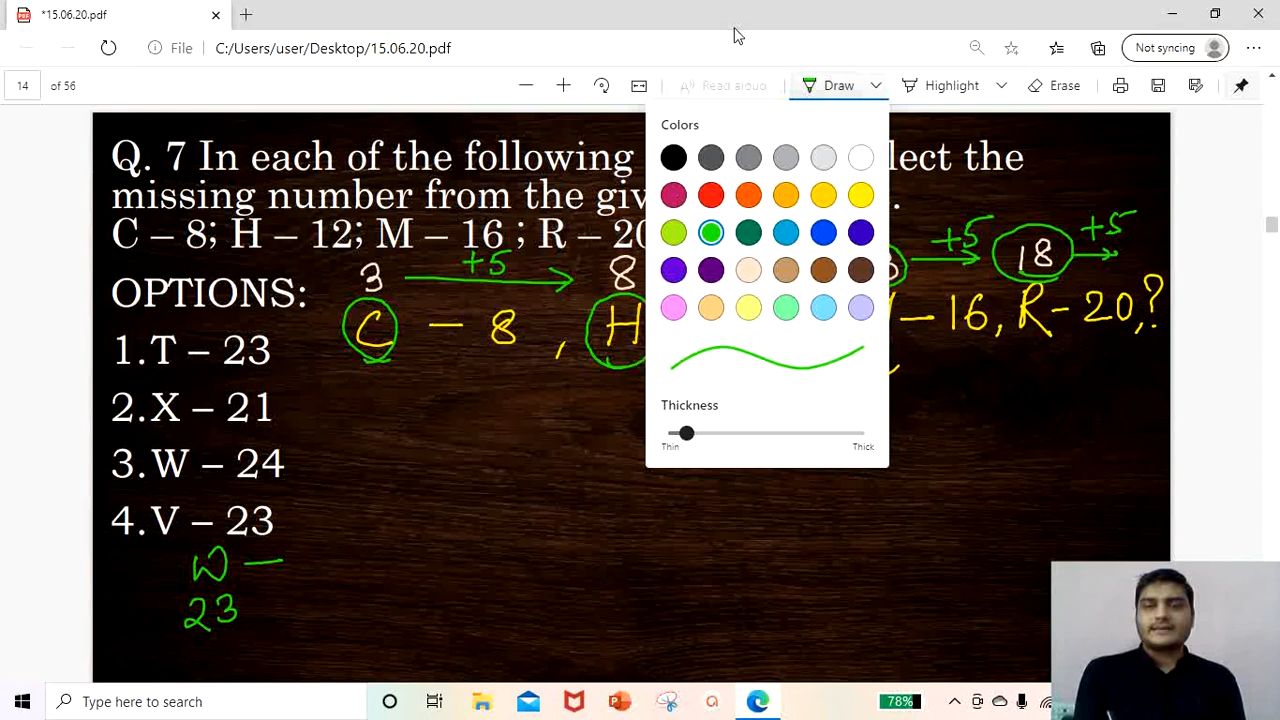 *15.06.20.pdf
File C:/Users/user/Desktop/15.06.20.pdf Not syncing
14 of 56 Read aloud Draw Highlight Erase
Colors
Thickness
Thin Thick
Q. 7 In each of the following lect the
missing number from the giv .
C – 8; H – 12; M – 16 ; R – 20
+5 +5 +5
3 8 18
OPTIONS:
C – 8 , H – 16, R – 20, ?
1. T – 23
2. X – 21
3. W – 24
4. V – 23
W –
23
Type here to search 78%